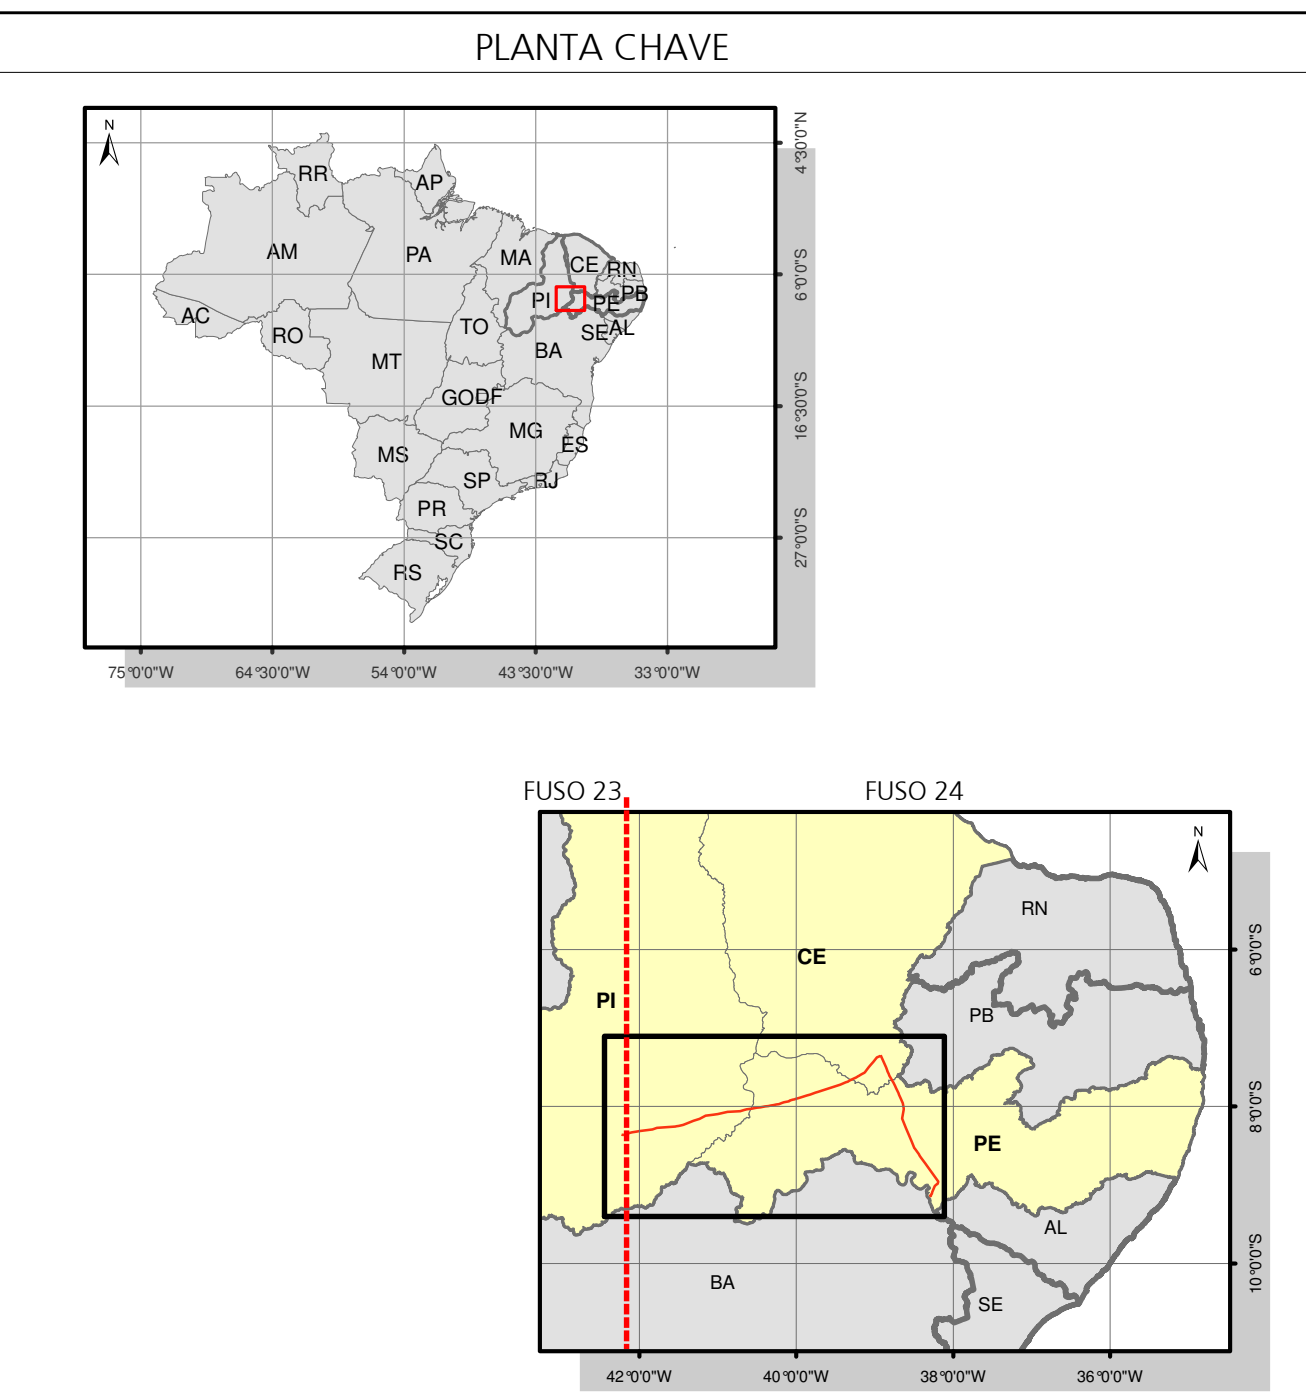 PLANTA CHAVE
N
4°30'0"N
RR
AP
AM
PA
MA
CE
RN
6°0'0"S
PI
PE
PB
AC
RO
TO
SE
AL
MT
BA
GO
DF
16°30'0"S
MG
ES
MS
SP
RJ
PR
SC
27°0'0"S
RS
75°0'0"W
64°30'0"W
54°0'0"W
43°30'0"W
33°0'0"W
FUSO 23
FUSO 24
N
RN
6°0'0"S
CE
PI
PB
8°0'0"S
PE
AL
10°0'0"S
BA
SE
42°0'0"W
40°0'0"W
38°0'0"W
36°0'0"W